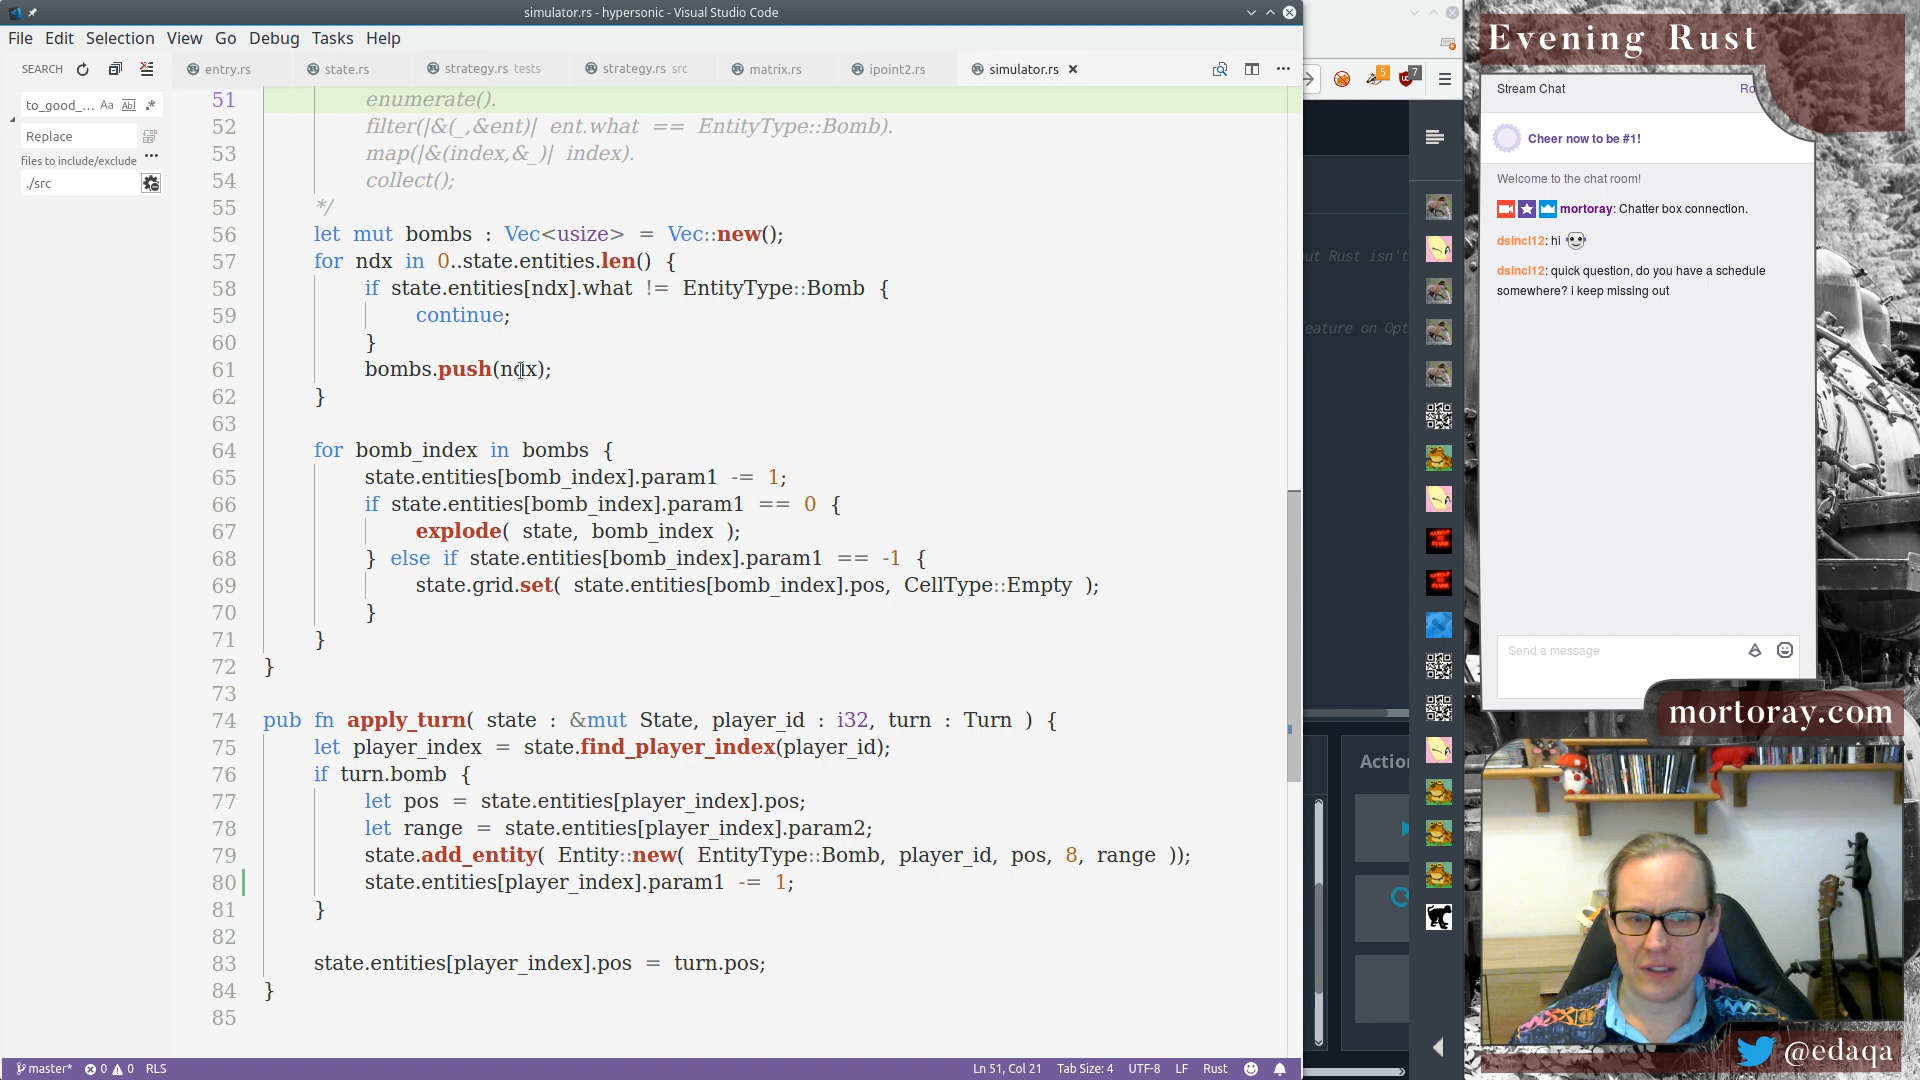 simulator.rs - hypersonic - Visual Studio Code
File Edit Selection View Go Debug Tasks Help
SEARCH
entry.rs
state.rs
strategy.rs tests
strategy.rs src
matrix.rs
ipoint2.rs
simulator.rs
to_good_... Aa Abl .*
Replace
files to include/exclude
./src
51 enumerate().
52 filter(|&(_,&ent)| ent.what == EntityType::Bomb).
53 map(|&(index,&_)| index).
54 collect();
55 */
56 let mut bombs : Vec<usize> = Vec::new();
57 for ndx in 0..state.entities.len() {
58 if state.entities[ndx].what != EntityType::Bomb {
59 continue;
60 }
61 bombs.push(ndx);
62 }
63
64 for bomb_index in bombs {
65 state.entities[bomb_index].param1 -= 1;
66 if state.entities[bomb_index].param1 == 0 {
67 explode( state, bomb_index );
68 } else if state.entities[bomb_index].param1 == -1 {
69 state.grid.set( state.entities[bomb_index].pos, CellType::Empty );
70 }
71 }
72 }
73
74 pub fn apply_turn( state : &mut State, player_id : i32, turn : Turn ) {
75 let player_index = state.find_player_index(player_id);
76 if turn.bomb {
77 let pos = state.entities[player_index].pos;
78 let range = state.entities[player_index].param2;
79 state.add_entity( Entity::new( EntityType::Bomb, player_id, pos, 8, range ));
80 state.entities[player_index].param1 -= 1;
81 }
82
83 state.entities[player_index].pos = turn.pos;
84 }
85
master* 0 0 RLS
Ln 51, Col 21 Tab Size: 4 UTF-8 LF Rust
5
7
ut Rust isn't
eature on Opt
Actio
Evening Rust
Stream Chat
Ro
Cheer now to be #1!
Welcome to the chat room!
mortoray: Chatter box connection.
dsincl12: hi
dsincl12: quick question, do you have a schedule
somewhere? i keep missing out
Send a message
mortoray.com
@edaqa